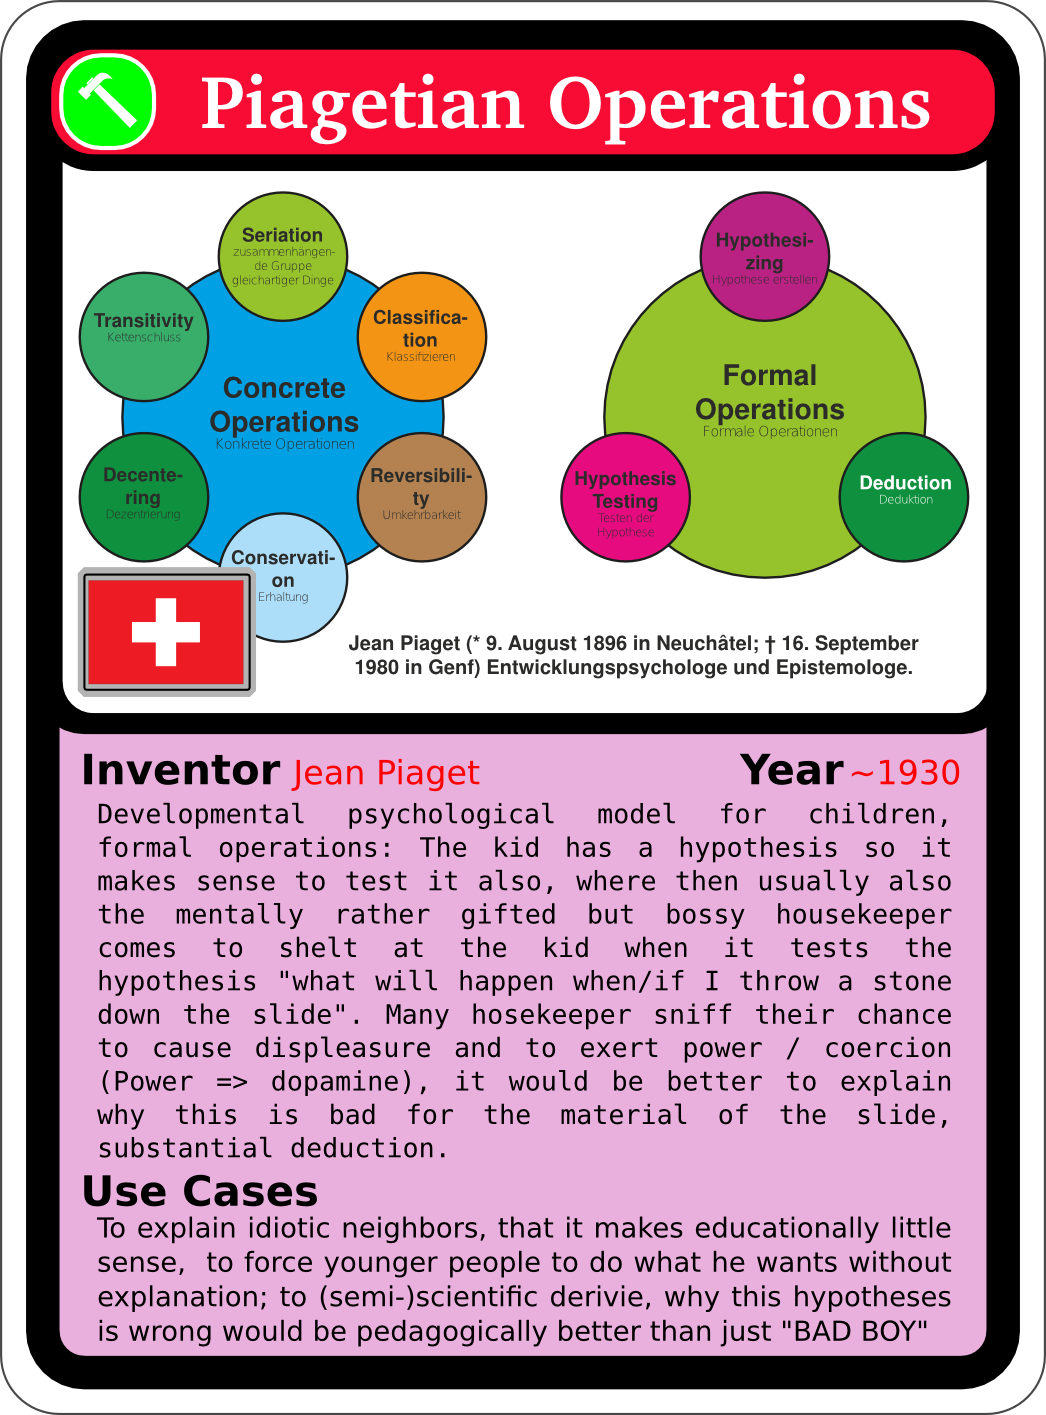 Piagetian Operations
Seriation
zusammenhängen-
de Gruppe
gleichartiger Dinge
Transitivity
Kettenschluss
Classifica-
tion
Klassifizieren
Concrete
Operations
Konkrete Operationen
Decente-
ring
Dezentrierung
Reversibili-
ty
Umkehrbarkeit
Conservati-
on
Erhaltung
Hypothesi-
zing
Hypothese erstellen
Formal
Operations
Formale Operationen
Hypothesis
Testing
Testen der
Hypothese
Deduction
Deduktion
Jean Piaget (* 9. August 1896 in Neuchâtel; † 16. September
1980 in Genf) Entwicklungspsychologe und Epistemologe.
Inventor Jean Piaget Year ~1930
Developmental psychological model for children,
formal operations: The kid has a hypothesis so it
makes sense to test it also, where then usually also
the mentally rather gifted but bossy housekeeper
comes to shelt at the kid when it tests the
hypothesis "what will happen when/if I throw a stone
down the slide". Many hosekeeper sniff their chance
to cause displeasure and to exert power / coercion
(Power => dopamine), it would be better to explain
why this is bad for the material of the slide,
substantial deduction.
Use Cases
To explain idiotic neighbors, that it makes educationally little
sense,  to force younger people to do what he wants without
explanation; to (semi-)scientific derivie, why this hypotheses
is wrong would be pedagogically better than just "BAD BOY"